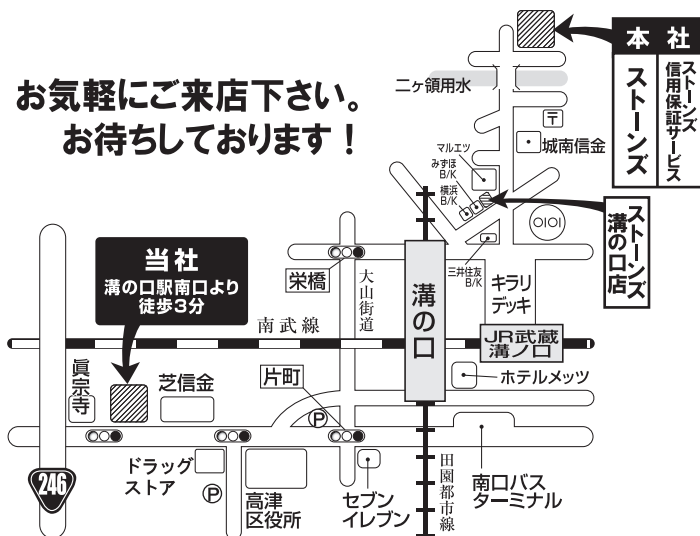 お気軽にご来店下さい。
お待ちしております！
本社
ストーンズ
ストーンズ
信用保証サービス
二ヶ領用水
〒
城南信金
マルエツ
みずほ
B/K
横浜
B/K
ストーンズ
溝の口店
OIOI
三井住友
B/K
キラリ
デッキ
当社
溝の口駅南口より
徒歩3分
栄橋
大山街道
溝の口
南武線
JR武蔵
溝ノ口
眞宗寺
芝信金
片町
ホテルメッツ
P
246
ドラッグ
ストア
P
高津
区役所
セブン
イレブン
田園都市線
南口バス
ターミナル